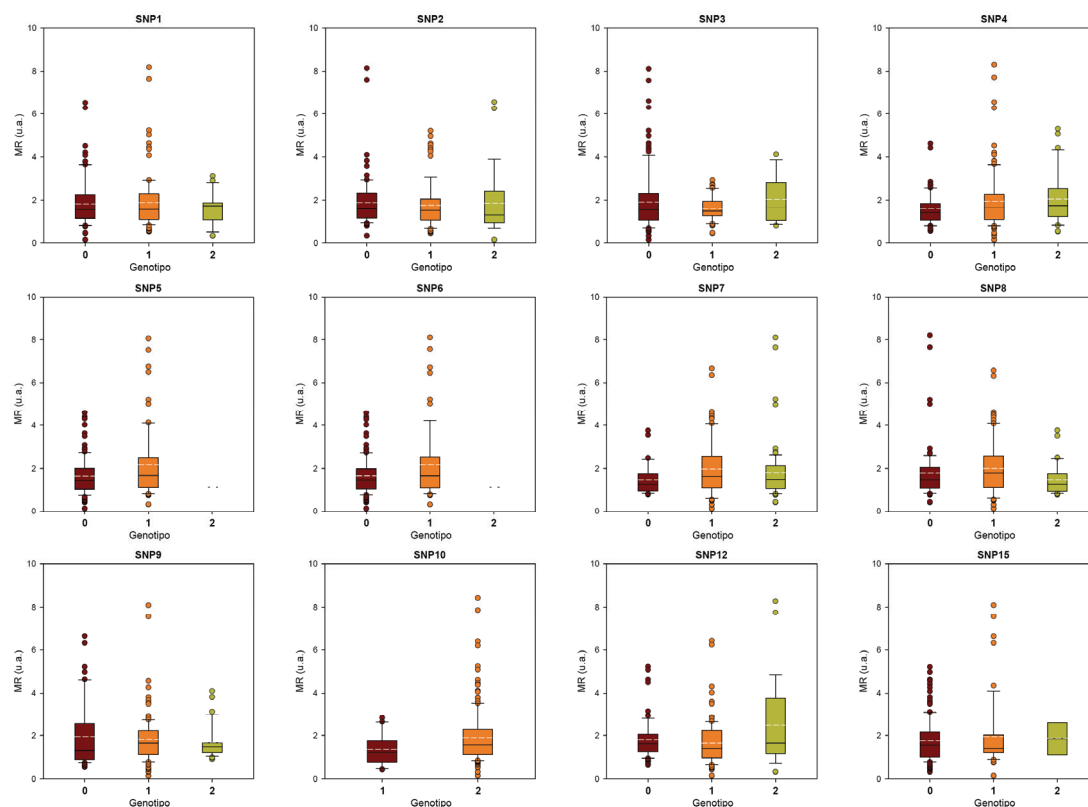 SNP1 SNP2 SNP3 SNP4
10 10 10 10
8 8 8 8
6 6 6 6
MR (u.a.) MR (u.a.) MR (u.a.) MR (u.a.)
4 4 4 4
2 2 2 2
0 0 0 0
0 1 2 0 1 2 0 1 2 0 1 2
Genotipo Genotipo Genotipo Genotipo
SNP5 SNP6 SNP7 SNP8
10 10 10 10
8 8 8 8
6 6 6 6
MR (u.a.) MR (u.a.) MR (u.a.) MR (u.a.)
4 4 4 4
2 2 2 2
0 0 0 0
0 1 2 0 1 2 0 1 2 0 1 2
Genotipo Genotipo Genotipo Genotipo
SNP9 SNP10 SNP12 SNP15
10 10 10 10
8 8 8 8
6 6 6 6
MR (u.a.) MR (u.a.) MR (u.a.) MR (u.a.)
4 4 4 4
2 2 2 2
0 0 0 0
0 1 2 1 2 0 1 2 0 1 2
Genotipo Genotipo Genotipo Genotipo